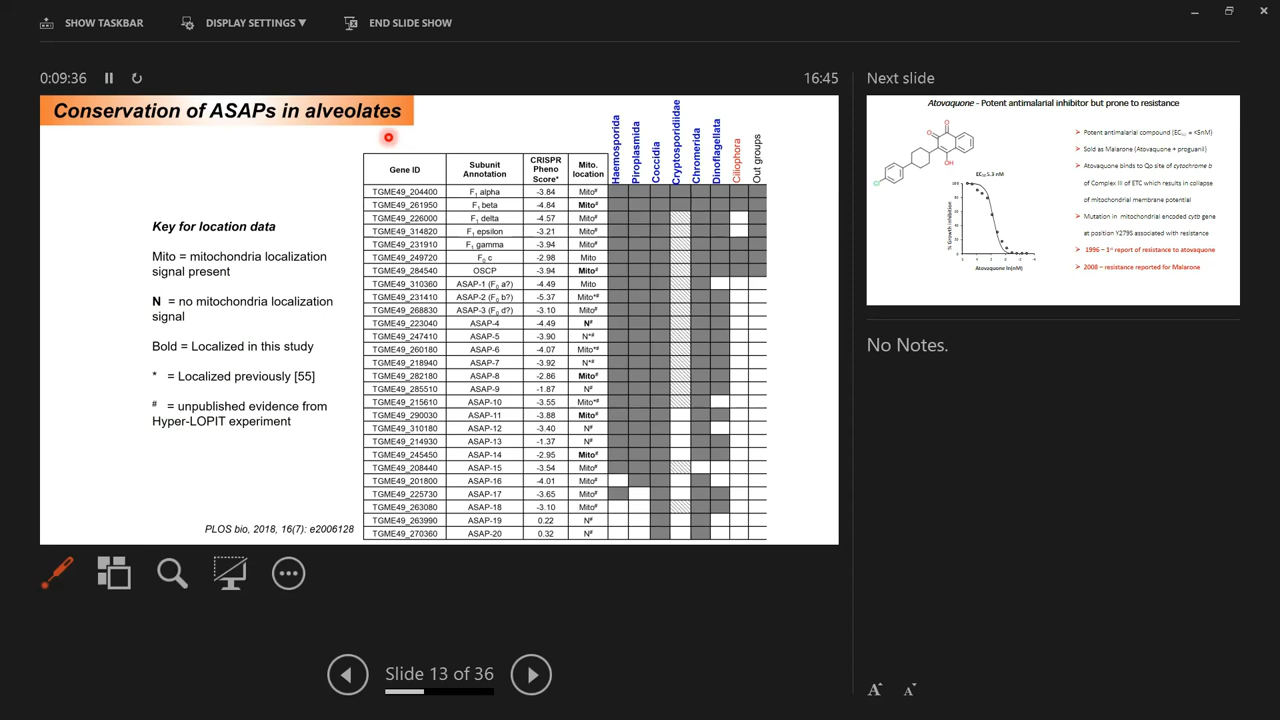 SHOW TASKBAR
DISPLAY SETTINGS ▼
END SLIDE SHOW
0:09:36
16:45
Conservation of ASAPs in alveolates
Key for location data
Mito = mitochondria localization
signal present
N = no mitochondria localization
signal
Bold = Localized in this study
* = Localized previously [55]
# = unpublished evidence from
Hyper-LOPIT experiment
PLOS bio, 2018, 16(7): e2006128
Gene ID | Subunit Annotation | CRISPR Pheno Score* | Mito. location | Haemosporida | Piroplasmida | Coccidia | Cryptosporidiidae | Chromerida | Dinoflagellata | Ciliophora | Out groups
TGME49_204400 F1 alpha -3.84 Mito#
TGME49_261950 F1 beta -4.84 Mito#
TGME49_226000 F1 delta -4.57 Mito#
TGME49_314820 F1 epsilon -3.21 Mito#
TGME49_231910 F1 gamma -3.94 Mito#
TGME49_249720 F0 c -2.98 Mito
TGME49_284540 OSCP -3.94 Mito#
TGME49_310360 ASAP-1 (F0 a?) -4.49 Mito
TGME49_231410 ASAP-2 (F0 b?) -5.37 Mito*#
TGME49_268830 ASAP-3 (F0 d?) -3.10 Mito#
TGME49_223040 ASAP-4 -4.49 N#
TGME49_247410 ASAP-5 -3.90 N*#
TGME49_260180 ASAP-6 -4.07 Mito*#
TGME49_218940 ASAP-7 -3.92 N*#
TGME49_282180 ASAP-8 -2.86 Mito#
TGME49_285510 ASAP-9 -1.87 N#
TGME49_215610 ASAP-10 -3.55 Mito*#
TGME49_290030 ASAP-11 -3.88 Mito#
TGME49_310180 ASAP-12 -3.40 N#
TGME49_214930 ASAP-13 -1.37 N#
TGME49_245450 ASAP-14 -2.95 Mito#
TGME49_208440 ASAP-15 -3.54 Mito#
TGME49_201800 ASAP-16 -4.01 Mito#
TGME49_225730 ASAP-17 -3.65 Mito#
TGME49_263080 ASAP-18 -3.10 Mito#
TGME49_263990 ASAP-19 0.22 N#
TGME49_270360 ASAP-20 0.32 N#
Slide 13 of 36
Next slide
Atovaquone - Potent antimalarial inhibitor but prone to resistance
O
O
OH
Cl
EC50 5.3 nM
% Growth inhibition
Atovaquone ln(nM)
Potent antimalarial compound (EC50 = <5nM)
Sold as Malarone (Atovaquone + proguanil)
Atovaquone binds to Qo site of cytochrome b
of Complex III of ETC which results in collapse
of mitochondrial membrane potential
Mutation in mitochondrial encoded cytb gene
at position Y279S associated with resistance
1996 – 1st report of resistance to atovaquone
2008 – resistance reported for Malarone
No Notes.
A A